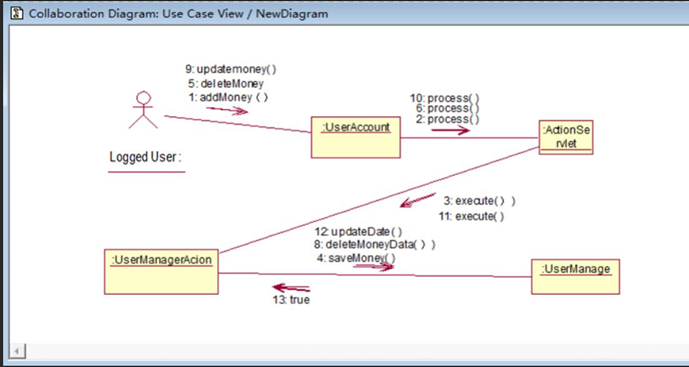 Collaboration Diagram: Use Case View / NewDiagram
9: updatemoney()
5: deleteMoney
1: addMoney ()
10: process()
6: process()
2: process()
:UserAccount
:ActionSe
rvlet
Logged User :
3: execute() )
11: execute()
12: updateDate()
8: deleteMoneyData() )
4: saveMoney()
:UserManagerAcion
:UserManage
13: true